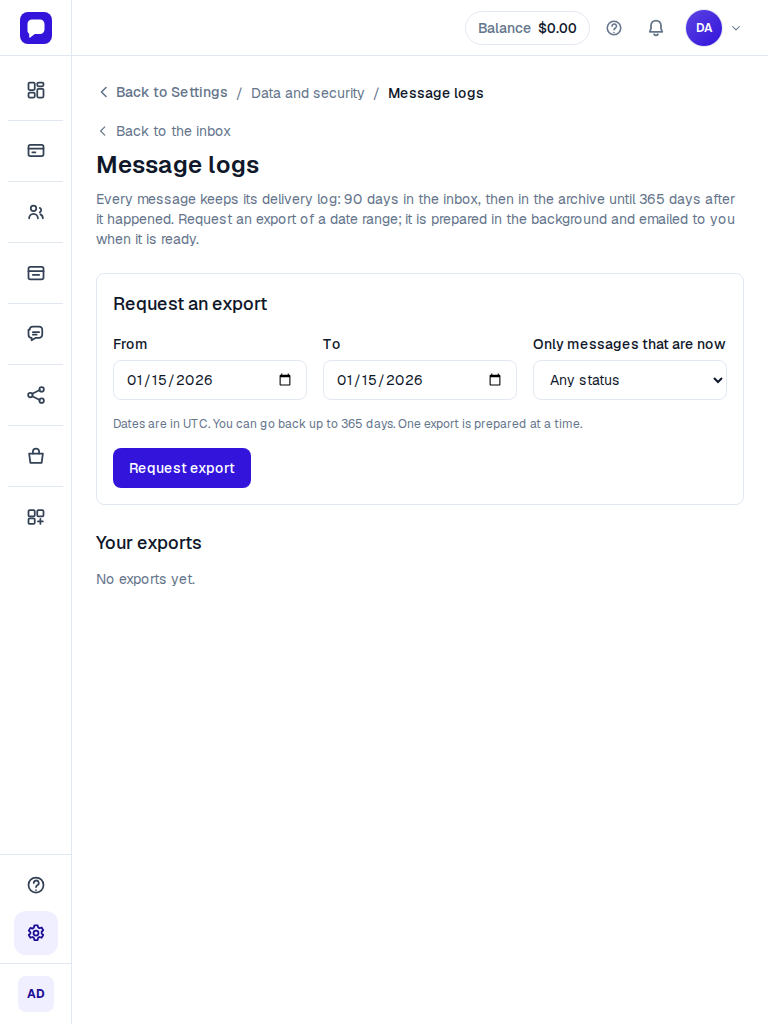 Balance $0.00
DA
Back to Settings / Data and security / Message logs
Back to the inbox
Message logs
Every message keeps its delivery log: 90 days in the inbox, then in the archive until 365 days after
it happened. Request an export of a date range; it is prepared in the background and emailed to you
when it is ready.
Request an export
From To Only messages that are now
01/15/2026 01/15/2026 Any status
Dates are in UTC. You can go back up to 365 days. One export is prepared at a time.
Request export
Your exports
No exports yet.
AD